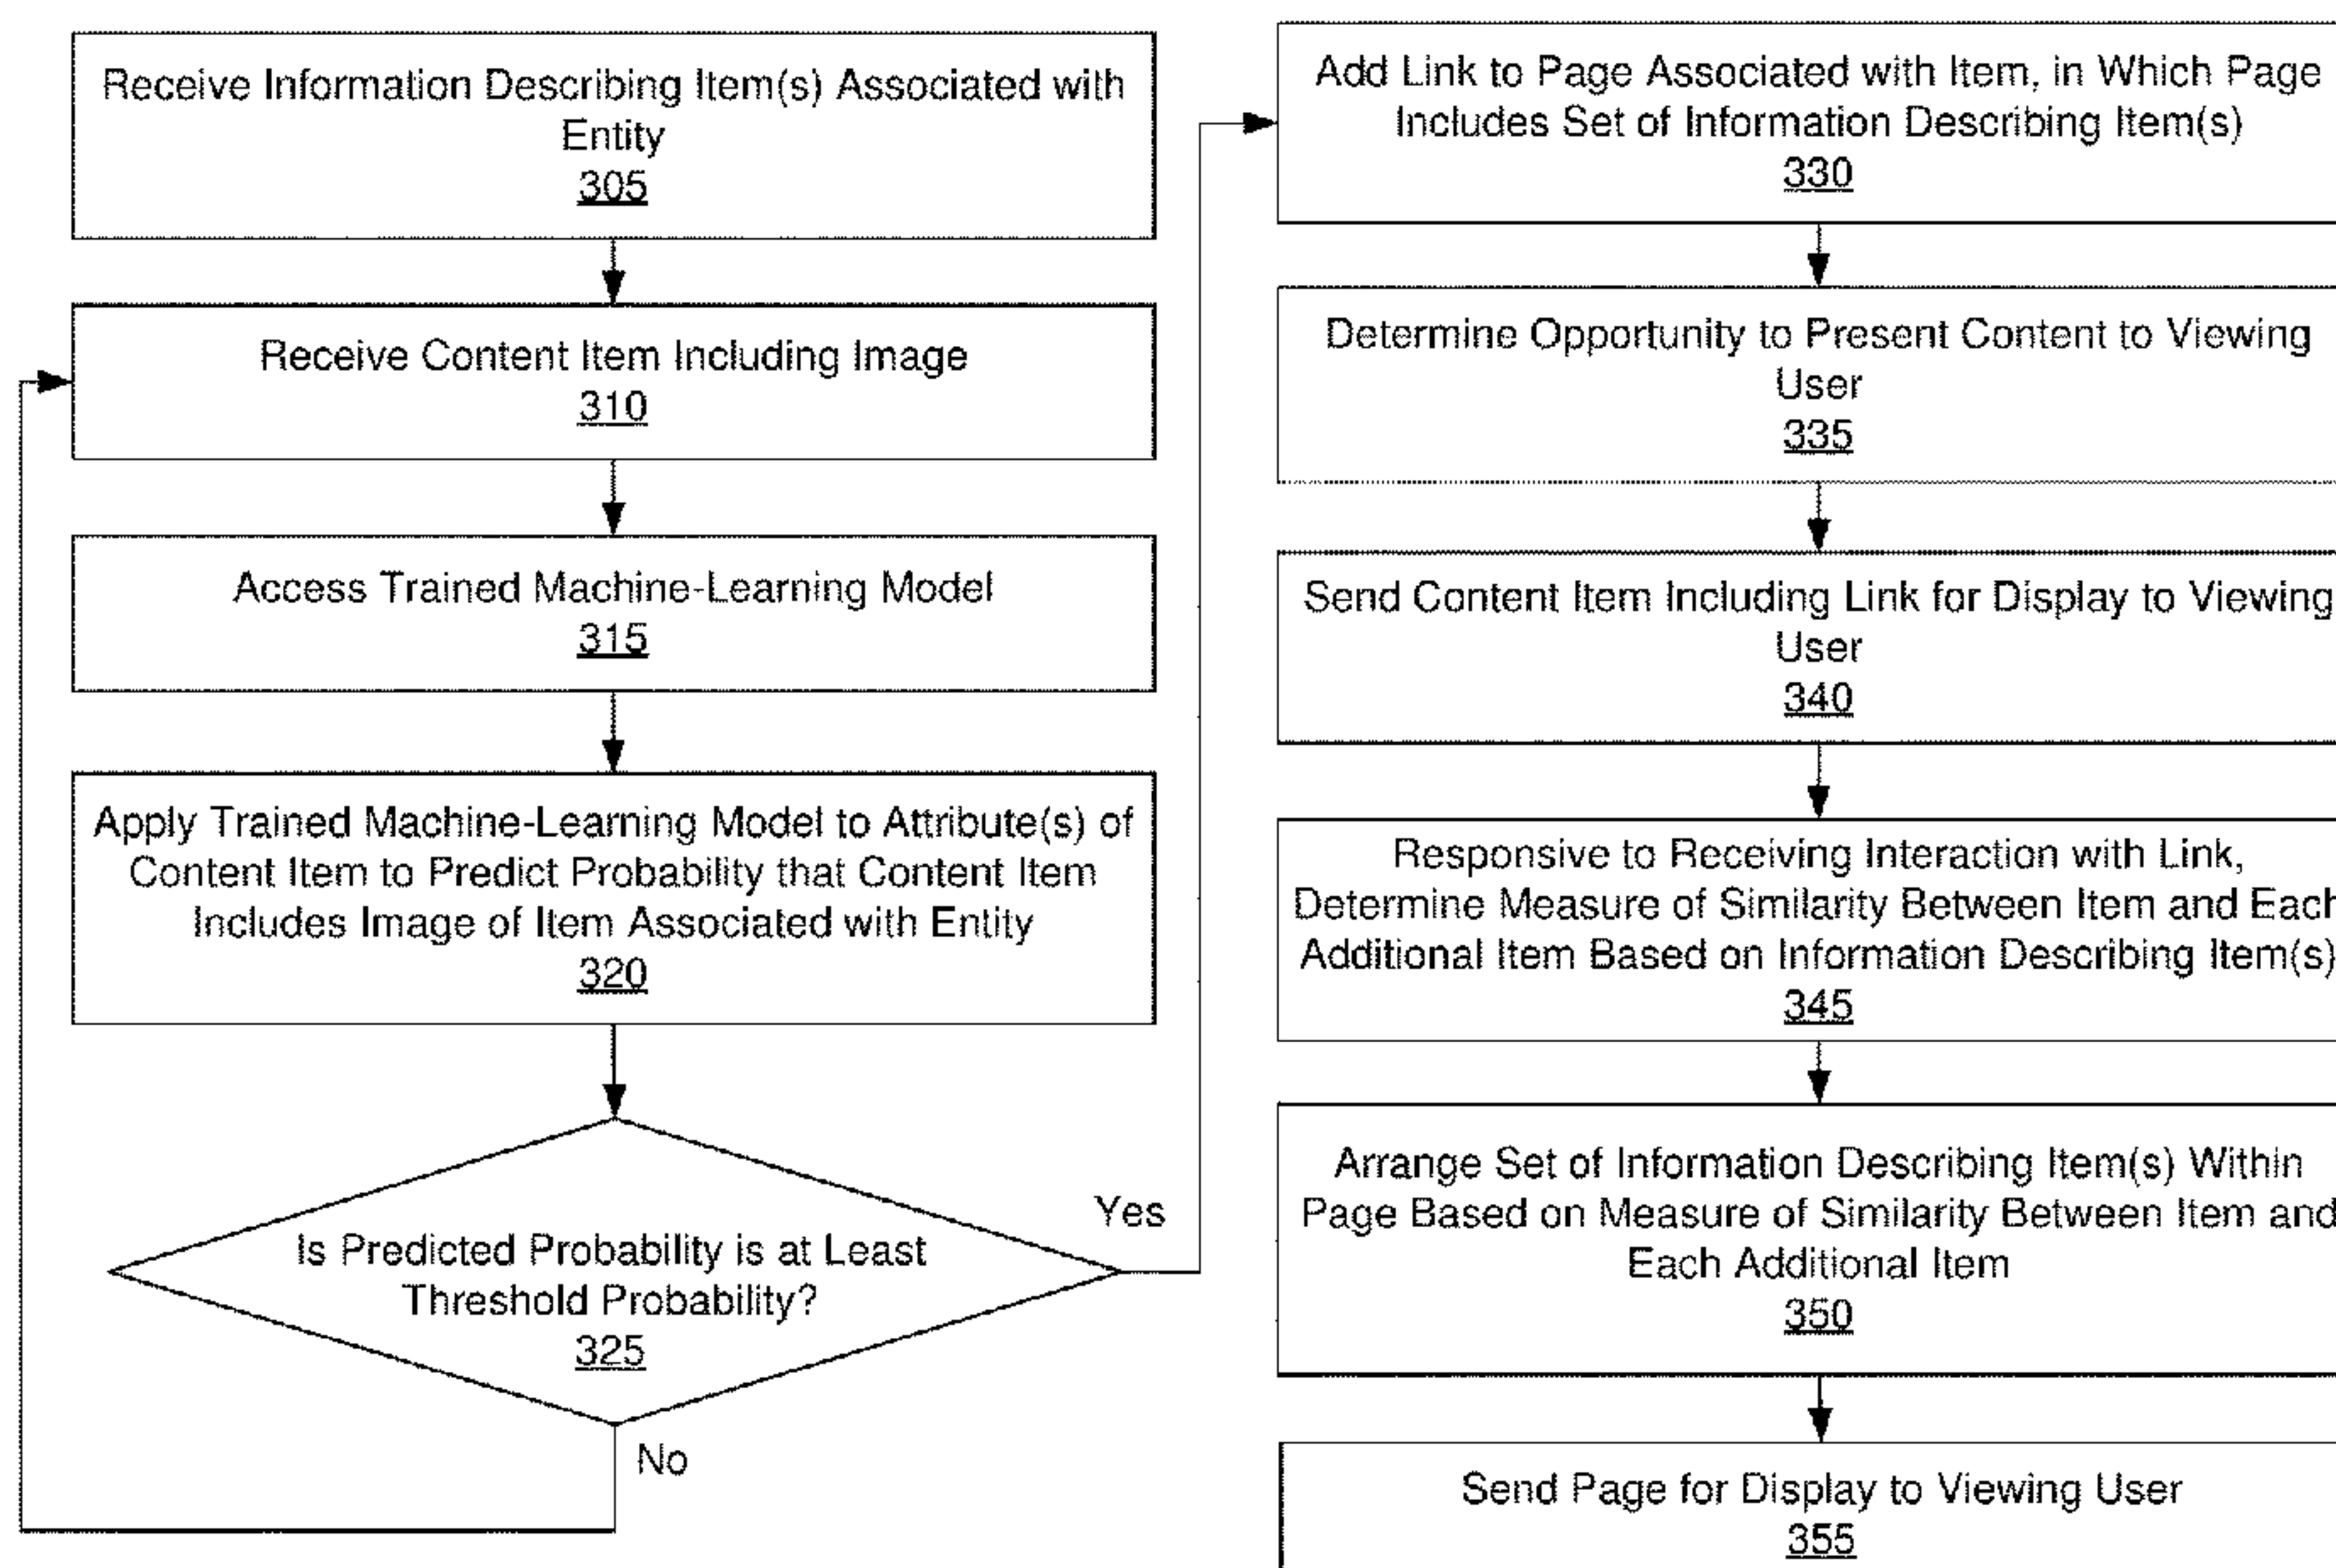 Receive Information Describing Item(s) Associated with
Entity
305
Receive Content Item Including Image
310
Access Trained Machine-Learning Model
315
Apply Trained Machine-Learning Model to Attribute(s) of
Content Item to Predict Probability that Content Item
Includes Image of Item Associated with Entity
320
Is Predicted Probability is at Least
Threshold Probability?
325
Yes
No
Add Link to Page Associated with Item, in Which Page
Includes Set of Information Describing Item(s)
330
Determine Opportunity to Present Content to Viewing
User
335
Send Content Item Including Link for Display to Viewing
User
340
Responsive to Receiving Interaction with Link,
Determine Measure of Similarity Between Item and Each
Additional Item Based on Information Describing Item(s)
345
Arrange Set of Information Describing Item(s) Within
Page Based on Measure of Similarity Between Item and
Each Additional Item
350
Send Page for Display to Viewing User
355